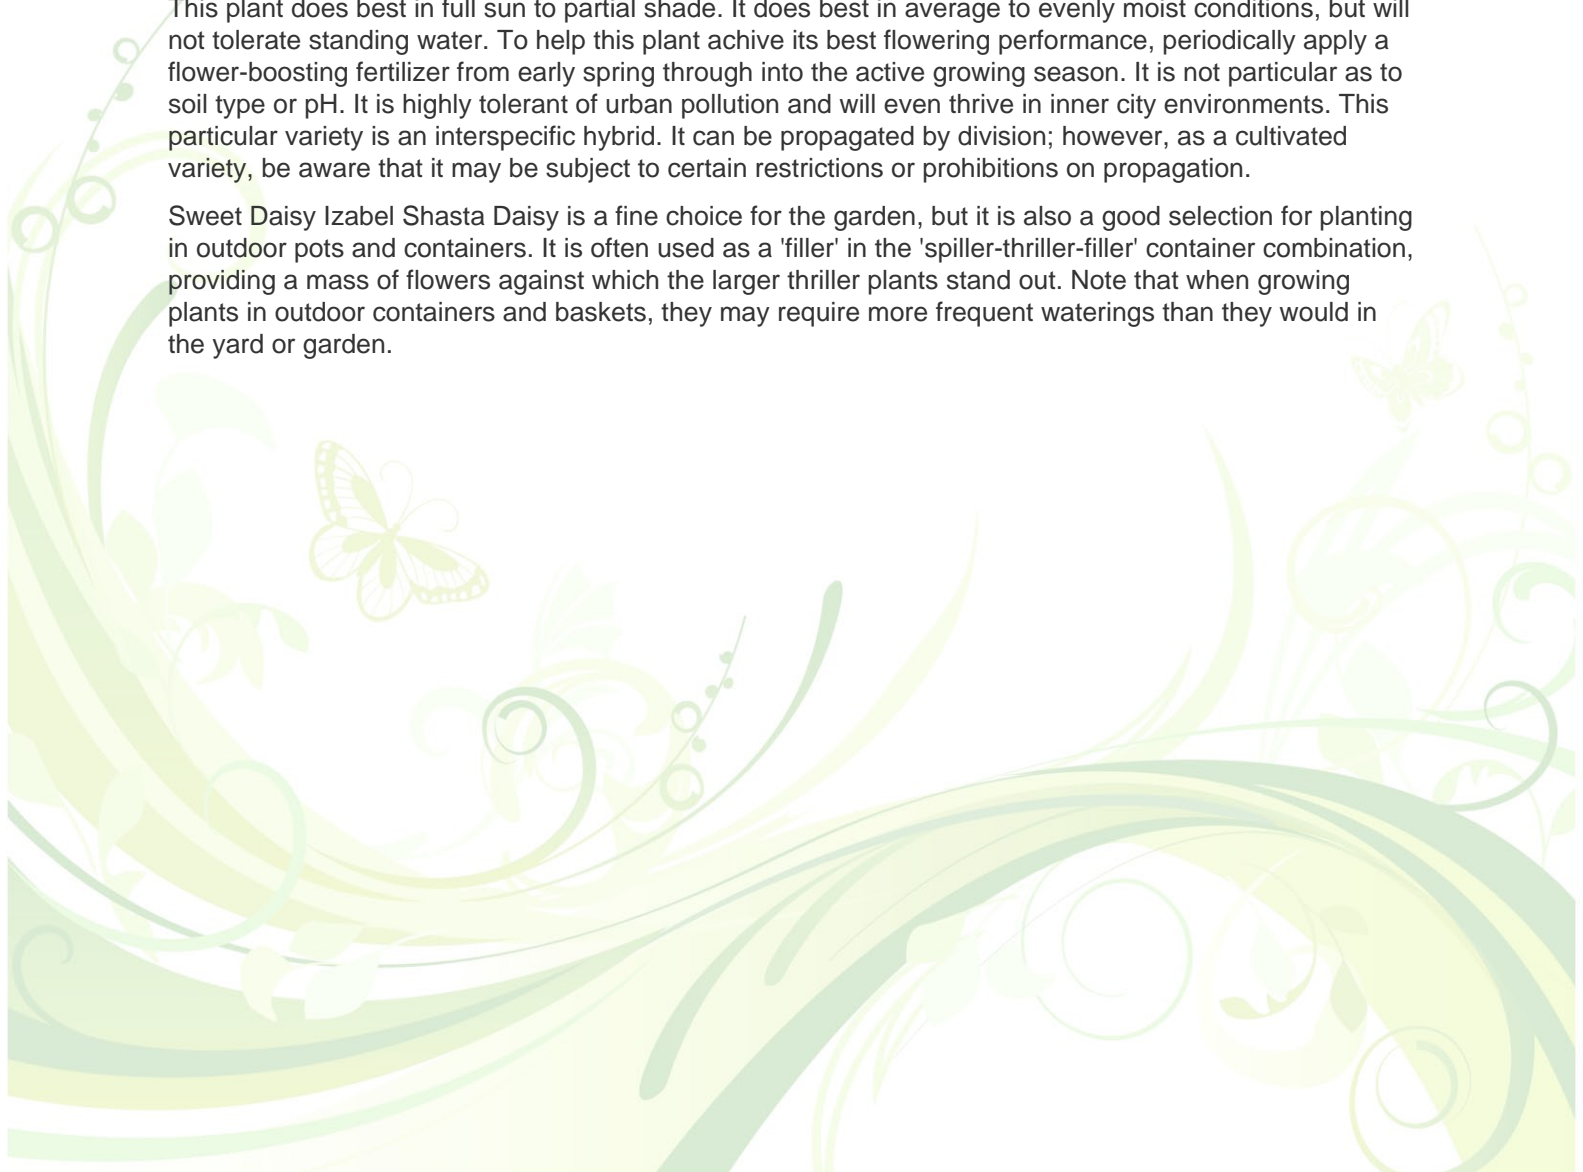 This plant does best in full sun to partial shade. It does best in average to evenly moist conditions, but will
not tolerate standing water. To help this plant achive its best flowering performance, periodically apply a
flower-boosting fertilizer from early spring through into the active growing season. It is not particular as to
soil type or pH. It is highly tolerant of urban pollution and will even thrive in inner city environments. This
particular variety is an interspecific hybrid. It can be propagated by division; however, as a cultivated
variety, be aware that it may be subject to certain restrictions or prohibitions on propagation.
Sweet Daisy Izabel Shasta Daisy is a fine choice for the garden, but it is also a good selection for planting
in outdoor pots and containers. It is often used as a 'filler' in the 'spiller-thriller-filler' container combination,
providing a mass of flowers against which the larger thriller plants stand out. Note that when growing
plants in outdoor containers and baskets, they may require more frequent waterings than they would in
the yard or garden.